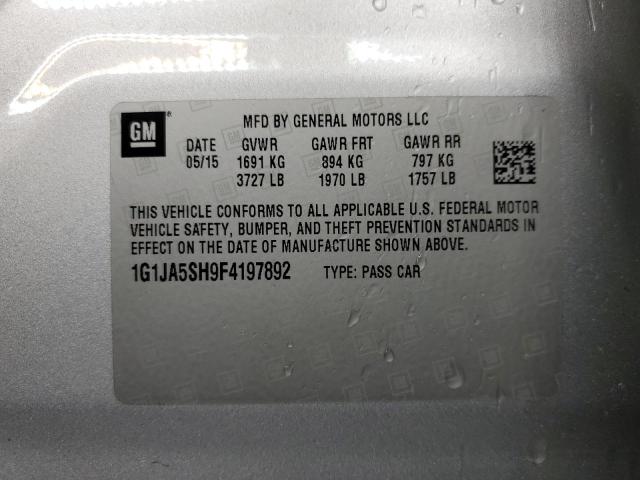 GM®
MFD BY GENERAL MOTORS LLC
DATE GVWR GAWR FRT GAWR RR
05/15 1691 KG 894 KG 797 KG
3727 LB 1970 LB 1757 LB
THIS VEHICLE CONFORMS TO ALL APPLICABLE U.S. FEDERAL MOTOR
VEHICLE SAFETY, BUMPER, AND THEFT PREVENTION STANDARDS IN
EFFECT ON THE DATE OF MANUFACTURE SHOWN ABOVE.
1G1JA5SH9F4197892 TYPE: PASS CAR